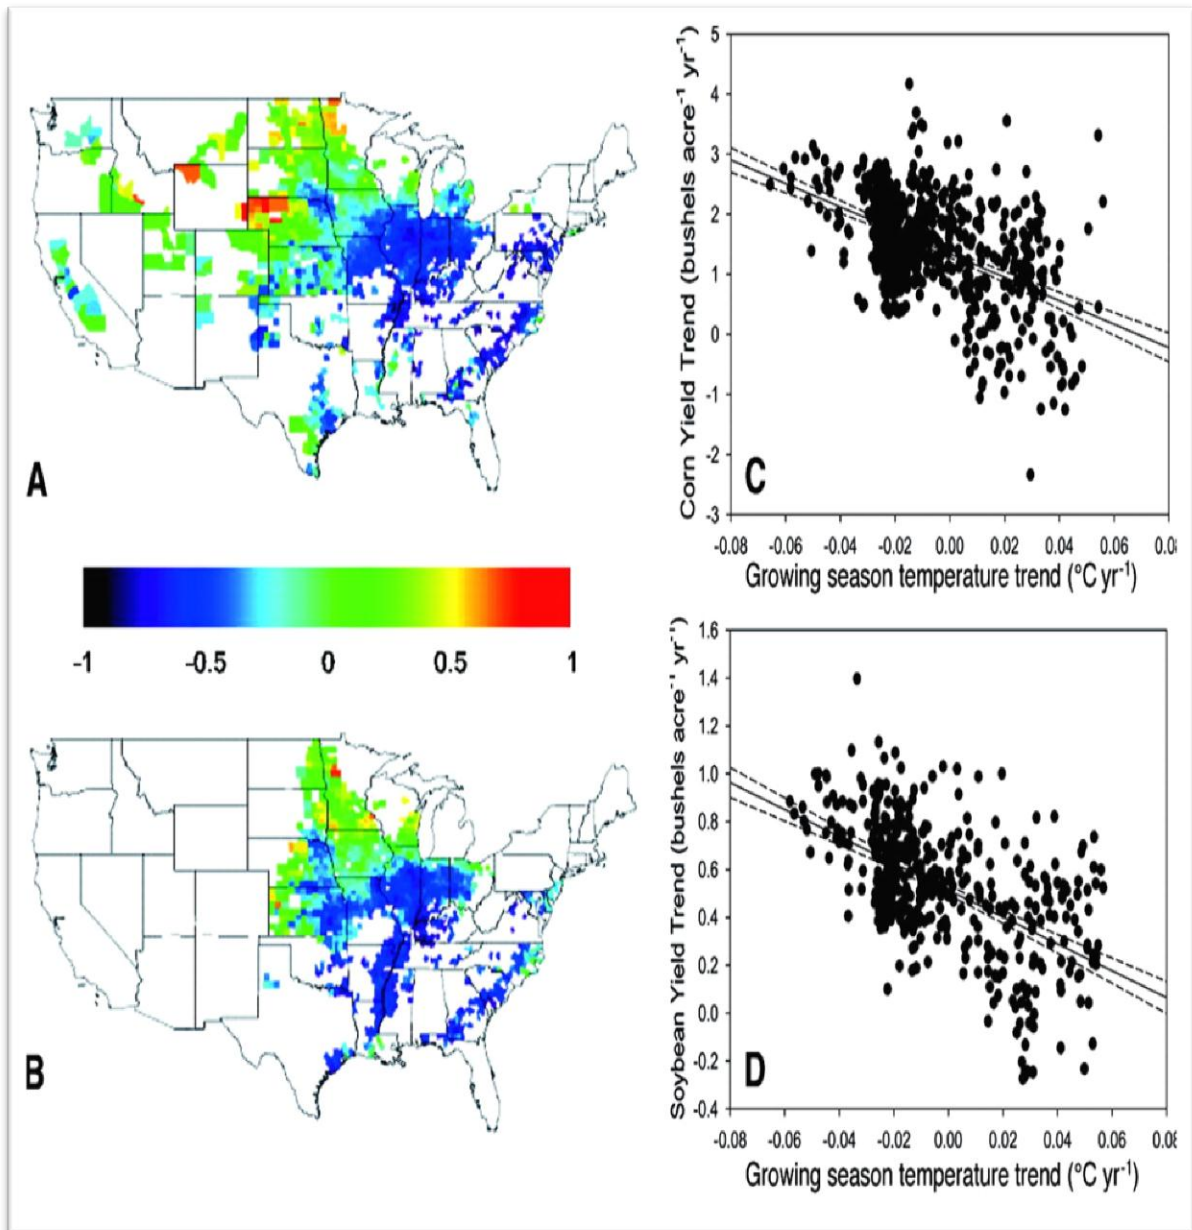 A
-1 -0.5 0 0.5 1
B
Corn Yield Trend (bushels acre⁻¹ yr⁻¹)
5
4
3
2
1
0
-1
-2
-3
C
-0.08 -0.06 -0.04 -0.02 0.00 0.02 0.04 0.06
Growing season temperature trend (°C yr⁻¹)
Soybean Yield Trend (bushels acre⁻¹ yr⁻¹)
1.6
1.4
1.2
1.0
0.8
0.6
0.4
0.2
0.0
-0.2
-0.4
D
-0.08 -0.06 -0.04 -0.02 0.00 0.02 0.04 0.06
Growing season temperature trend (°C yr⁻¹)